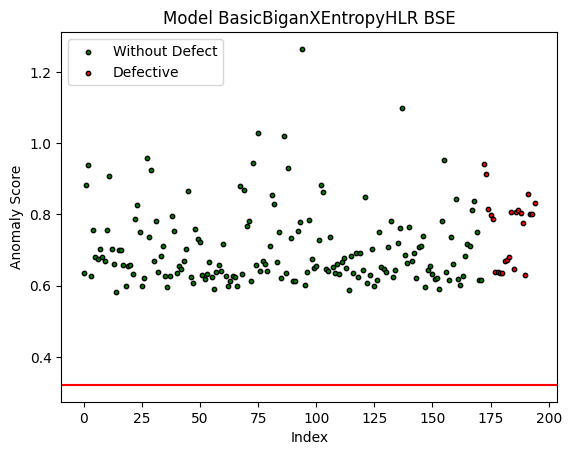 Model BasicBiganXEntropyHLR BSE
Without Defect
Defective
Anomaly Score
1.2
1.0
0.8
0.6
0.4
0 25 50 75 100 125 150 175 200
Index